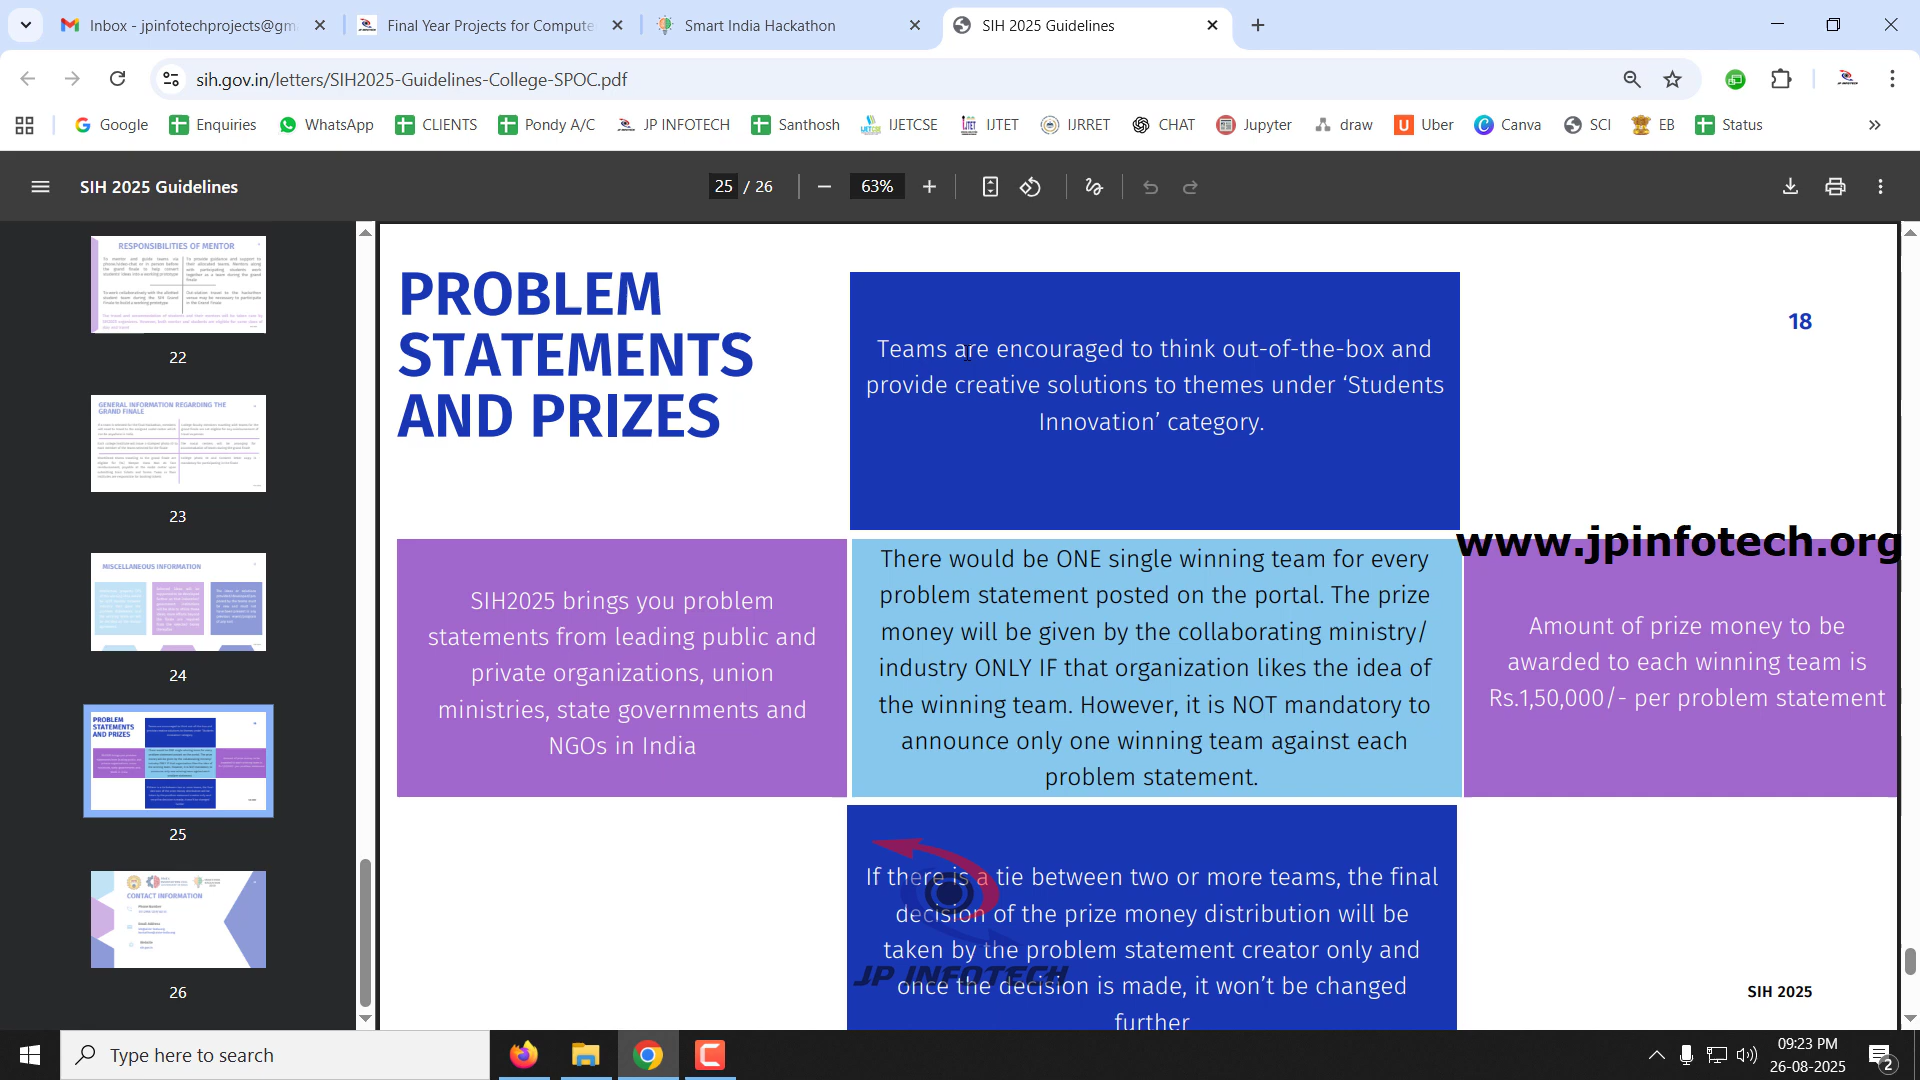 Inbox - jpinfotechprojects@gm
Final Year Projects for Compute
Smart India Hackathon
SIH 2025 Guidelines
sih.gov.in/letters/SIH2025-Guidelines-College-SPOC.pdf
Google
Enquiries
WhatsApp
CLIENTS
Pondy A/C
JP INFOTECH
Santhosh
IJETCSE
IJTET
IJRRET
CHAT
Jupyter
draw
Uber
Canva
SCI
EB
Status
SIH 2025 Guidelines
25 / 26
63%
RESPONSIBILITIES OF MENTOR
22
GENERAL INFORMATION REGARDING THE
GRAND FINALE
23
MISCELLANEOUS INFORMATION
24
PROBLEM
STATEMENTS
AND PRIZES
25
CONTACT INFORMATION
26
PROBLEM
STATEMENTS
AND PRIZES
Teams are encouraged to think out-of-the-box and
provide creative solutions to themes under ‘Students
Innovation’ category.
18
www.jpinfotech.org
SIH2025 brings you problem
statements from leading public and
private organizations, union
ministries, state governments and
NGOs in India
There would be ONE single winning team for every
problem statement posted on the portal. The prize
money will be given by the collaborating ministry/
industry ONLY IF that organization likes the idea of
the winning team. However, it is NOT mandatory to
announce only one winning team against each
problem statement.
Amount of prize money to be
awarded to each winning team is
Rs.1,50,000/- per problem statement
If there is a tie between two or more teams, the final
decision of the prize money distribution will be
taken by the problem statement creator only and
once the decision is made, it won’t be changed
further
JP INFOTECH
SIH 2025
Type here to search
09:23 PM
26-08-2025
2